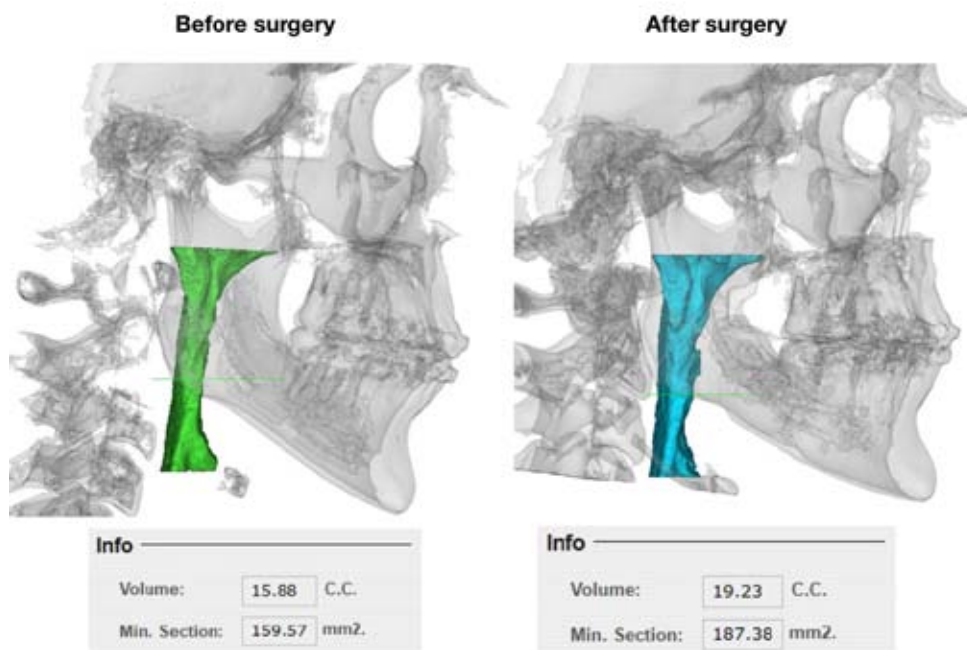 Before surgery
After surgery
Info
Volume: 15.88 C.C.
Min. Section: 159.57 mm2.
Info
Volume: 19.23 C.C.
Min. Section: 187.38 mm2.